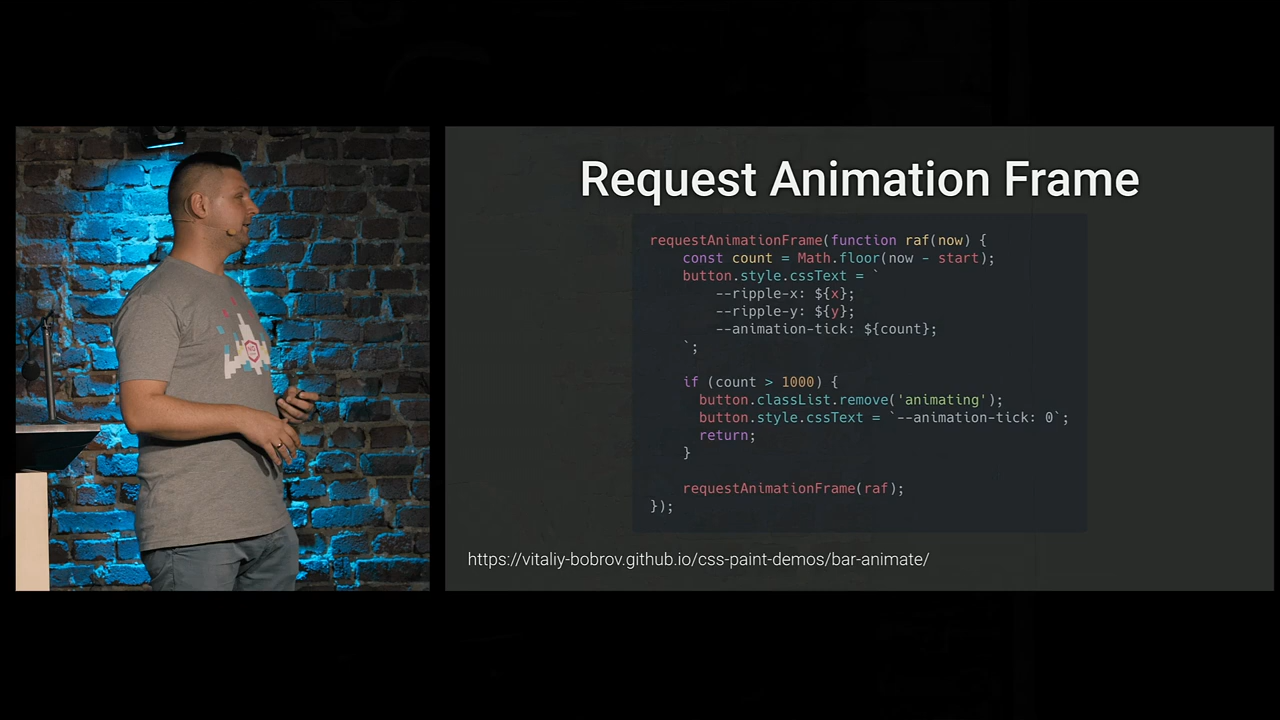 Request Animation Frame
requestAnimationFrame(function raf(now) {
    const count = Math.floor(now - start);
    button.style.cssText = `
        --ripple-x: ${x};
        --ripple-y: ${y};
        --animation-tick: ${count};
    `;

    if (count > 1000) {
      button.classList.remove('animating');
      button.style.cssText = `--animation-tick: 0`;
      return;
    }

    requestAnimationFrame(raf);
});
https://vitaliy-bobrov.github.io/css-paint-demos/bar-animate/